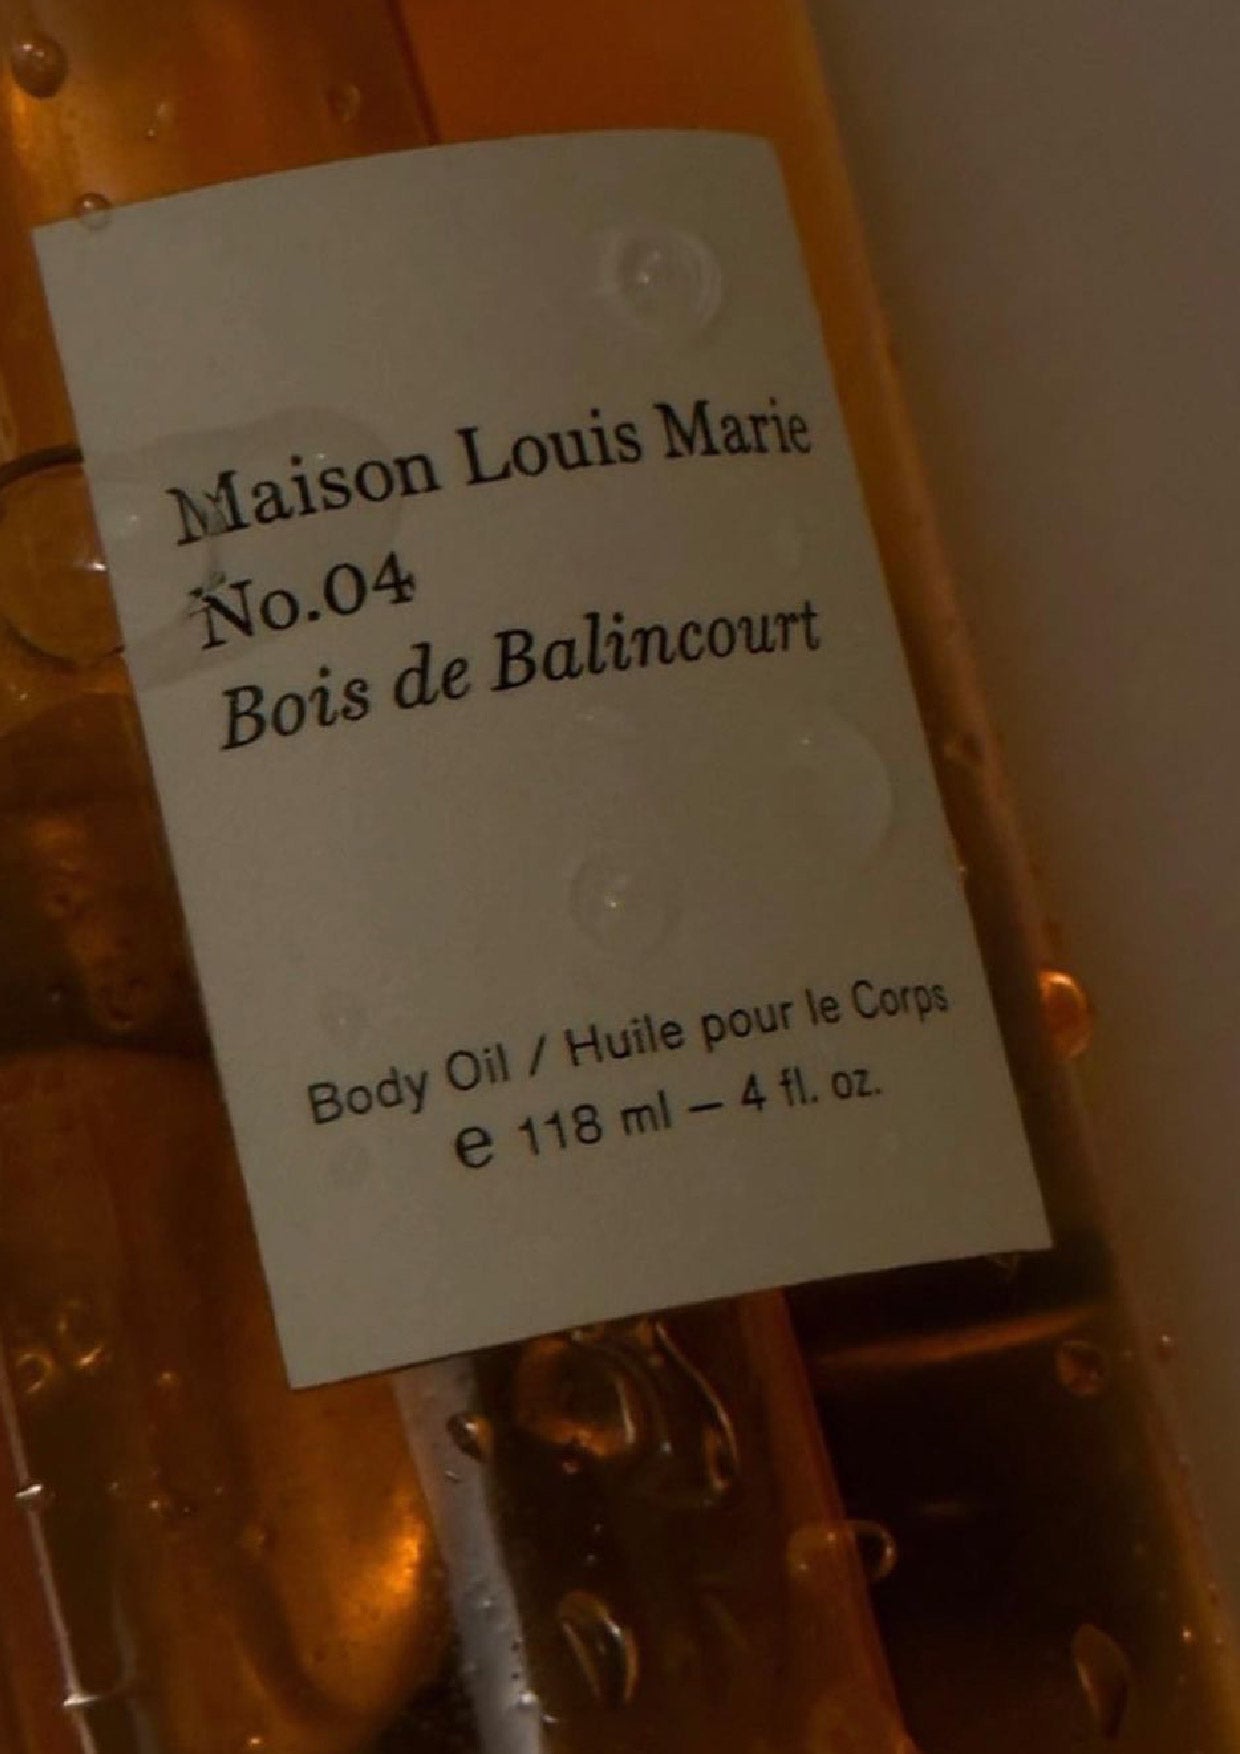 Maison Louis Marie
No.04
Bois de Balincourt
Body Oil / Huile pour le Corps
e 118 ml – 4 fl. oz.